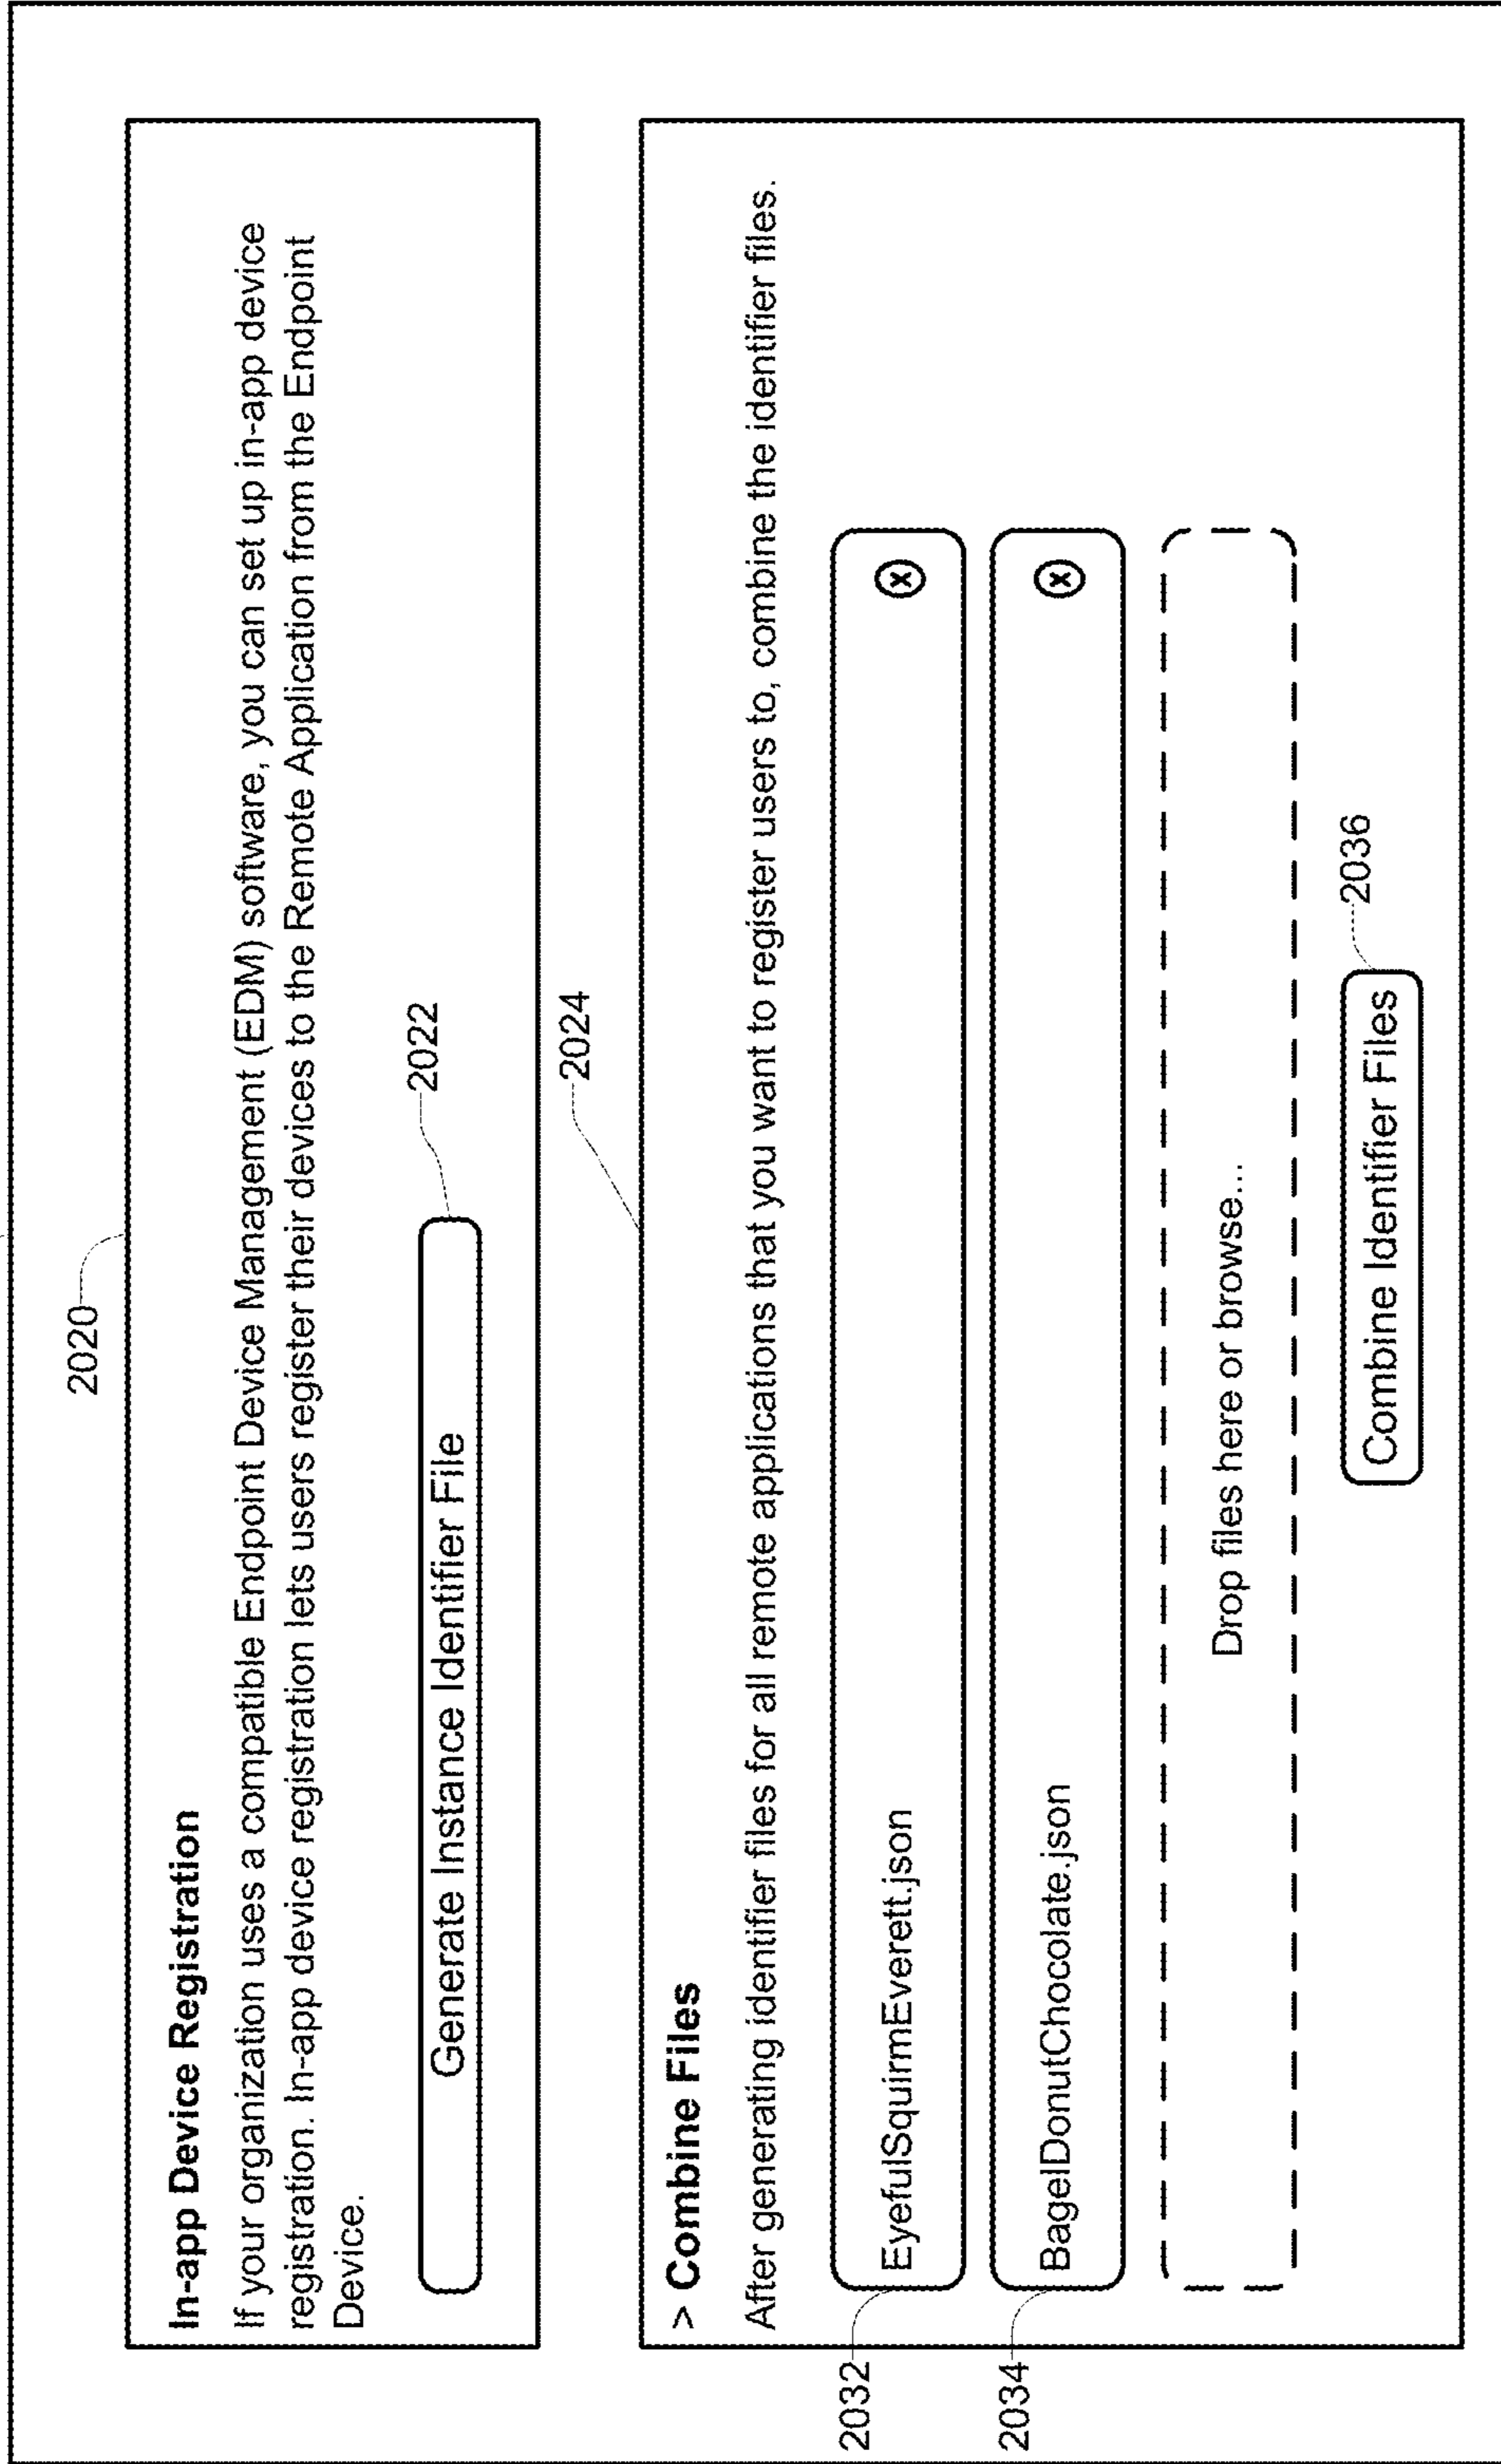 2020
In-app Device Registration
If your organization uses a compatible Endpoint Device Management (EDM) software, you can set up in-app device
registration. In-app device registration lets users register their devices to the Remote Application from the Endpoint
Device.
2022
Generate Instance Identifier File
2024
> Combine Files
After generating identifier files for all remote applications that you want to register users to, combine the identifier files.
2032
EyefulSquirmEverett.json
x
2034
BagelDonutChocolate.json
x
Drop files here or browse...
2036
Combine Identifier Files